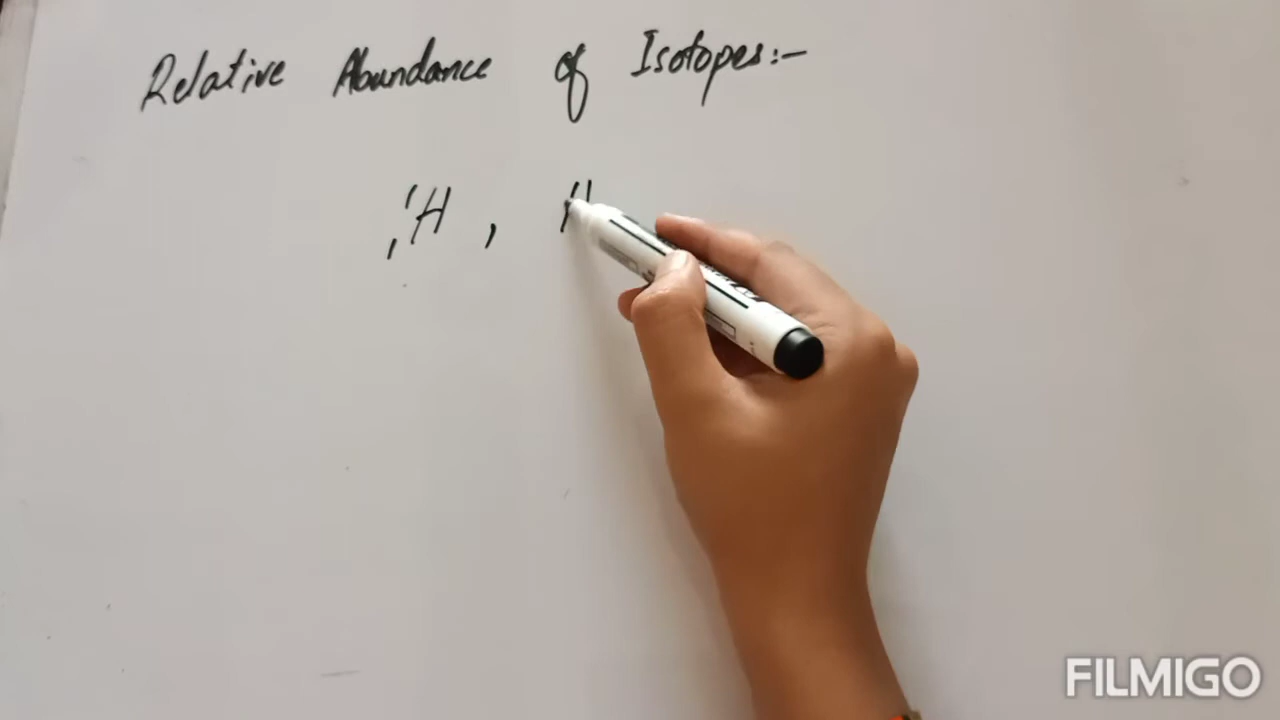 Relative Abundance of Isotopes:-
₁¹H , H
FILMIGO